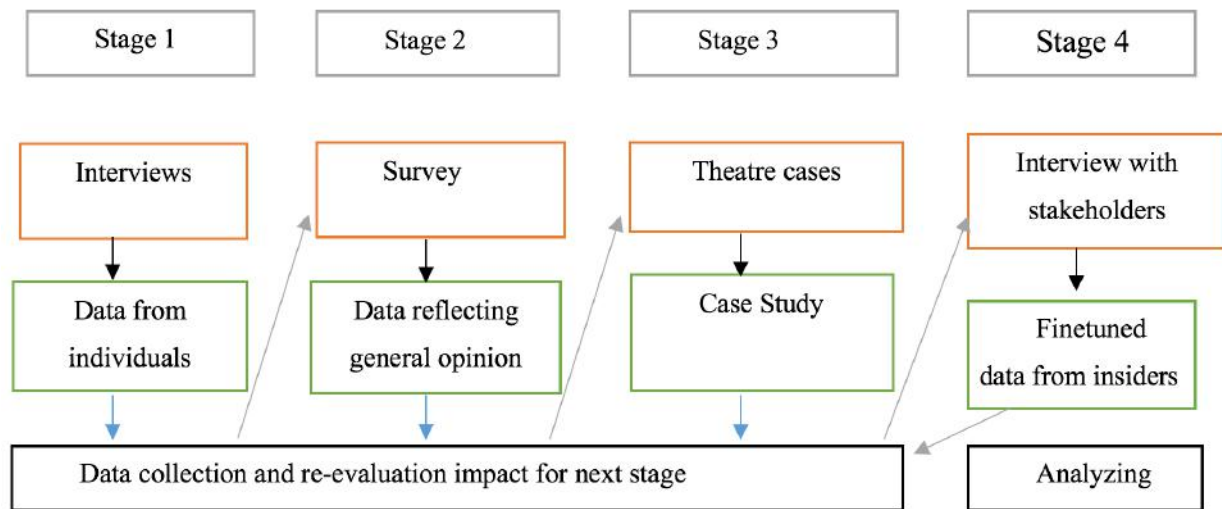 Stage 1
Stage 2
Stage 3
Stage 4
Interviews
Survey
Theatre cases
Interview with
stakeholders
Data from
individuals
Data reflecting
general opinion
Case Study
Finetuned
data from insiders
Data collection and re-evaluation impact for next stage
Analyzing